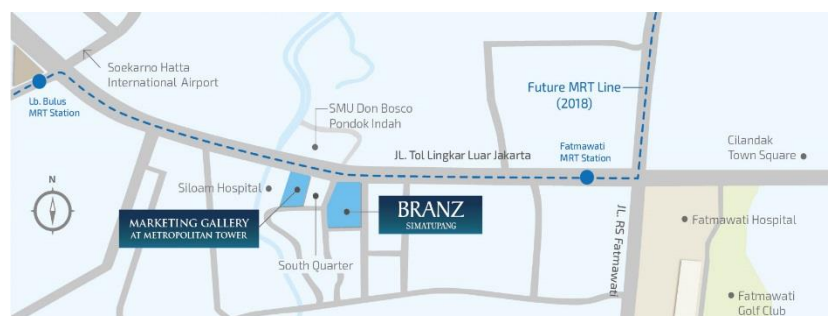 Soekarno Hatta
International Airport
Lb. Bulus
MRT Station
SMU Don Bosco
Pondok Indah
Future MRT Line
(2018)
JL. Tol Lingkar Luar Jakarta
Fatmawati
MRT Station
Cilandak
Town Square
N
Siloam Hospital
MARKETING GALLERY
AT METROPOLITAN TOWER
BRANZ
SIMATUPANG
South Quarter
JL. RS Fatmawati
Fatmawati Hospital
Fatmawati
Golf Club